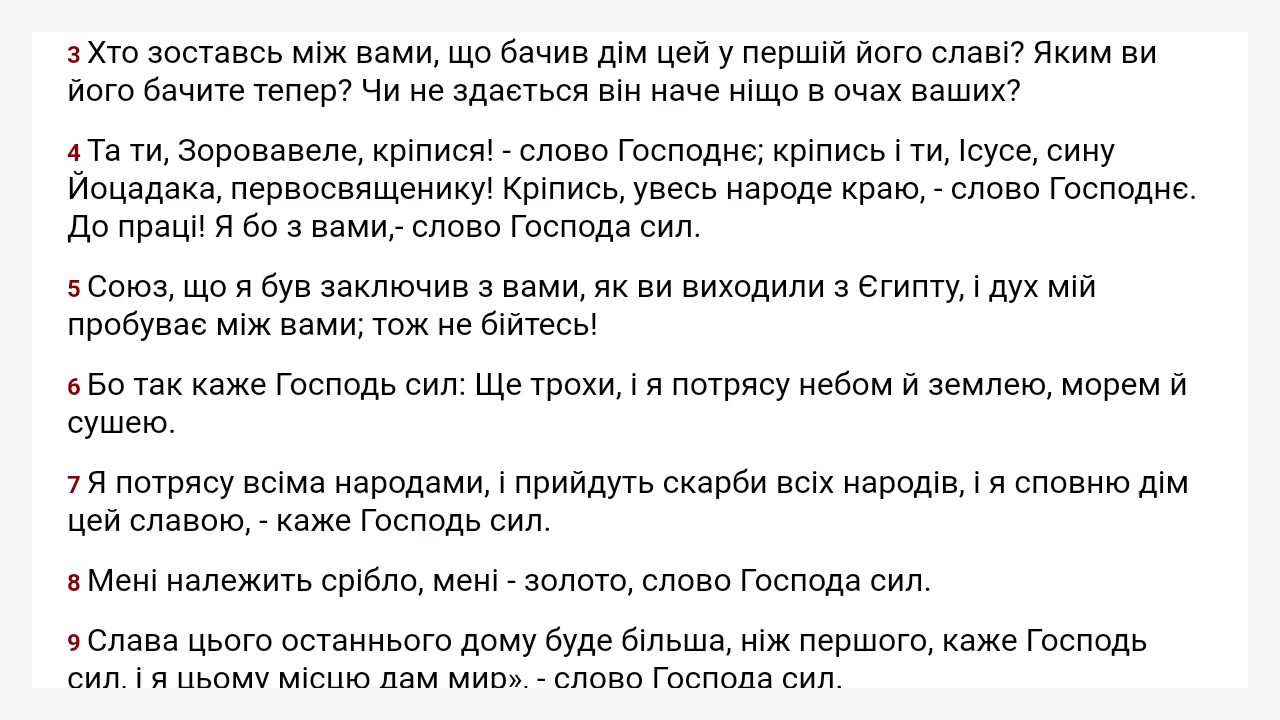 3 Хто зоставсь між вами, що бачив дім цей у першій його славі? Яким ви
його бачите тепер? Чи не здається він наче ніщо в очах ваших?
4 Та ти, Зоровавеле, кріпися! - слово Господнє; кріпись і ти, Ісусе, сину
Йоцадака, первосвященику! Кріпись, увесь народе краю, - слово Господнє.
До праці! Я бо з вами,- слово Господа сил.
5 Союз, що я був заключив з вами, як ви виходили з Єгипту, і дух мій
пробуває між вами; тож не бійтесь!
6 Бо так каже Господь сил: Ще трохи, і я потрясу небом й землею, морем й
сушею.
7 Я потрясу всіма народами, і прийдуть скарби всіх народів, і я сповню дім
цей славою, - каже Господь сил.
8 Мені належить срібло, мені - золото, слово Господа сил.
9 Слава цього останнього дому буде більша, ніж першого, каже Господь
сил, і я цьому місцю дам мир», - слово Господа сил.